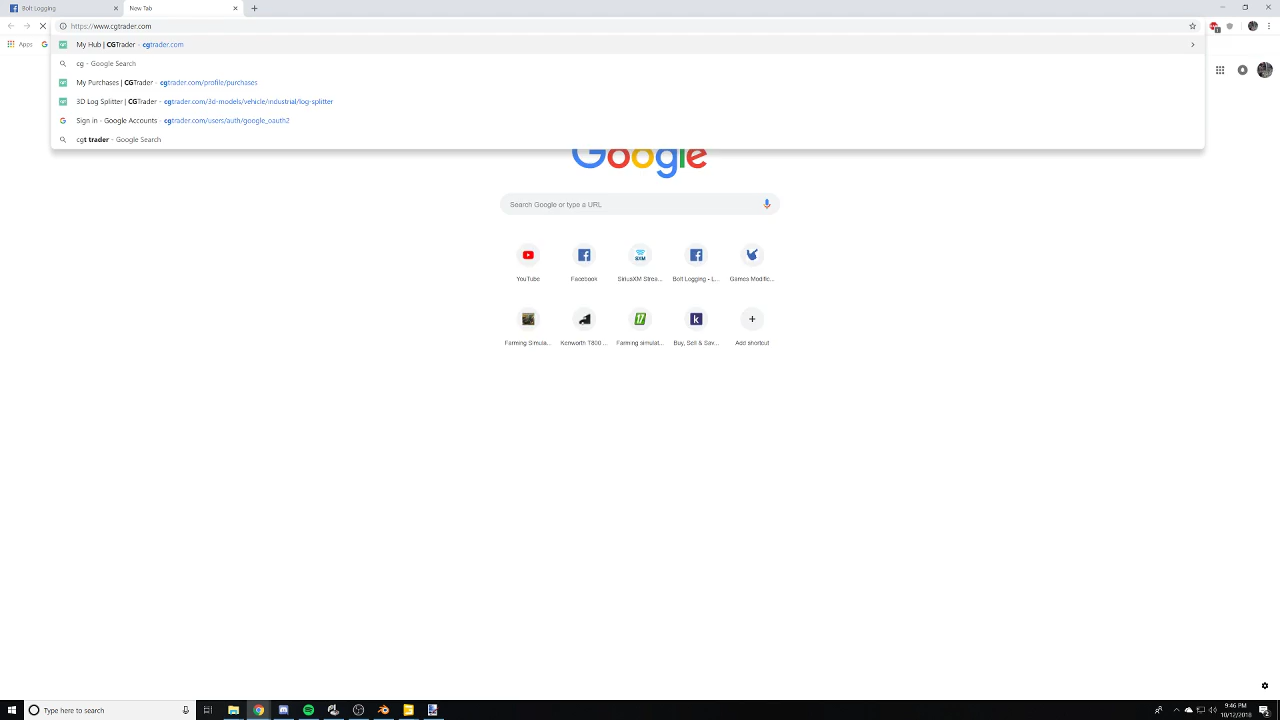 Bolt Logging
New Tab
https://www.cgtrader.com
Apps
My Hub | CGTrader - cgtrader.com
cg - Google Search
My Purchases | CGTrader - cgtrader.com/profile/purchases
3D Log Splitter | CGTrader - cgtrader.com/3d-models/vehicle/industrial/log-splitter
Sign in - Google Accounts - cgtrader.com/users/auth/google_oauth2
cgt trader - Google Search
Google
Search Google or type a URL
YouTube
Facebook
SiriusXM Strea...
Bolt Logging - L...
Games Modific...
Farming Simula...
Kenworth T800 ...
Farming simulat...
Buy, Sell & Sav...
Add shortcut
Type here to search
9:46 PM
10/12/2018